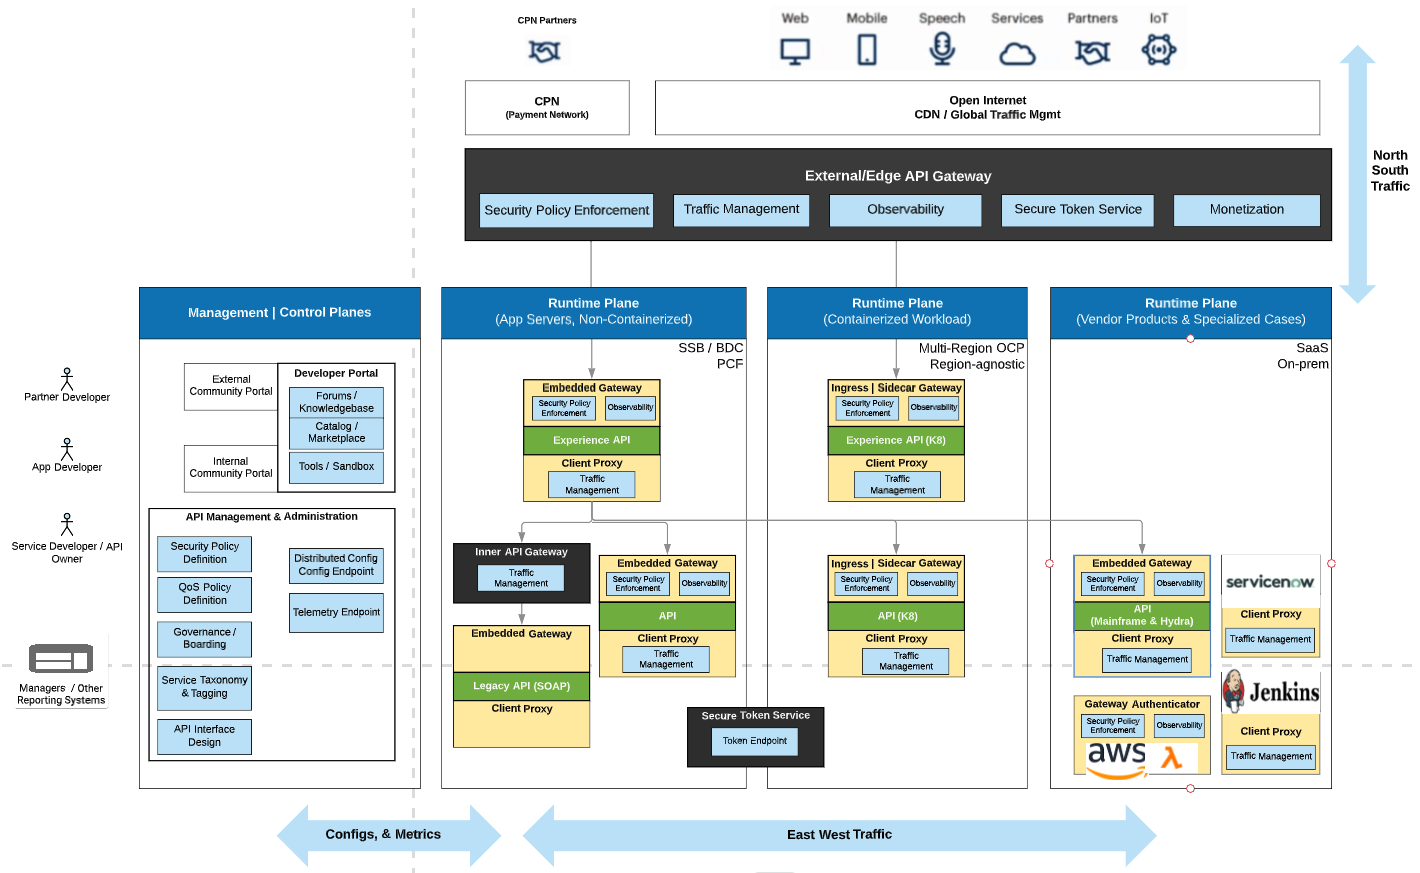 CPN Partners
Web
Mobile
Speech
Services
Partners
IoT
CPN
(Payment Network)
Open Internet
CDN / Global Traffic Mgmt
North
South
Traffic
External/Edge API Gateway
Security Policy Enforcement
Traffic Management
Observability
Secure Token Service
Monetization
Management | Control Planes
Runtime Plane
(App Servers, Non-Containerized)
Runtime Plane
(Containerized Workload)
Runtime Plane
(Vendor Products & Specialized Cases)
Partner Developer
App Developer
Service Developer / API
Owner
Managers / Other
Reporting Systems
External
Community Portal
Internal
Community Portal
Developer Portal
Forums /
Knowledgebase
Catalog /
Marketplace
Tools / Sandbox
API Management & Administration
Security Policy
Definition
QoS Policy
Definition
Governance /
Boarding
Service Taxonomy
& Tagging
API Interface
Design
Distributed Config
Config Endpoint
Telemetry Endpoint
SSB / BDC
PCF
Embedded Gateway
Security Policy
Enforcement
Observability
Experience API
Client Proxy
Traffic
Management
Inner API Gateway
Traffic
Management
Embedded Gateway
Legacy API (SOAP)
Client Proxy
Embedded Gateway
Security Policy
Enforcement
Observability
API
Client Proxy
Traffic
Management
Secure Token Service
Token Endpoint
Multi-Region OCP
Region-agnostic
Ingress | Sidecar Gateway
Security Policy
Enforcement
Observability
Experience API (K8)
Client Proxy
Traffic
Management
Ingress | Sidecar Gateway
Security Policy
Enforcement
Observability
API (K8)
Client Proxy
Traffic
Management
SaaS
On-prem
Embedded Gateway
Security Policy
Enforcement
Observability
API
(Mainframe & Hydra)
Client Proxy
Traffic Management
servicenow
Client Proxy
Traffic Management
Gateway Authenticator
Security Policy
Enforcement
Observability
aws
λ
Jenkins
Client Proxy
Traffic Management
Configs, & Metrics
East West Traffic